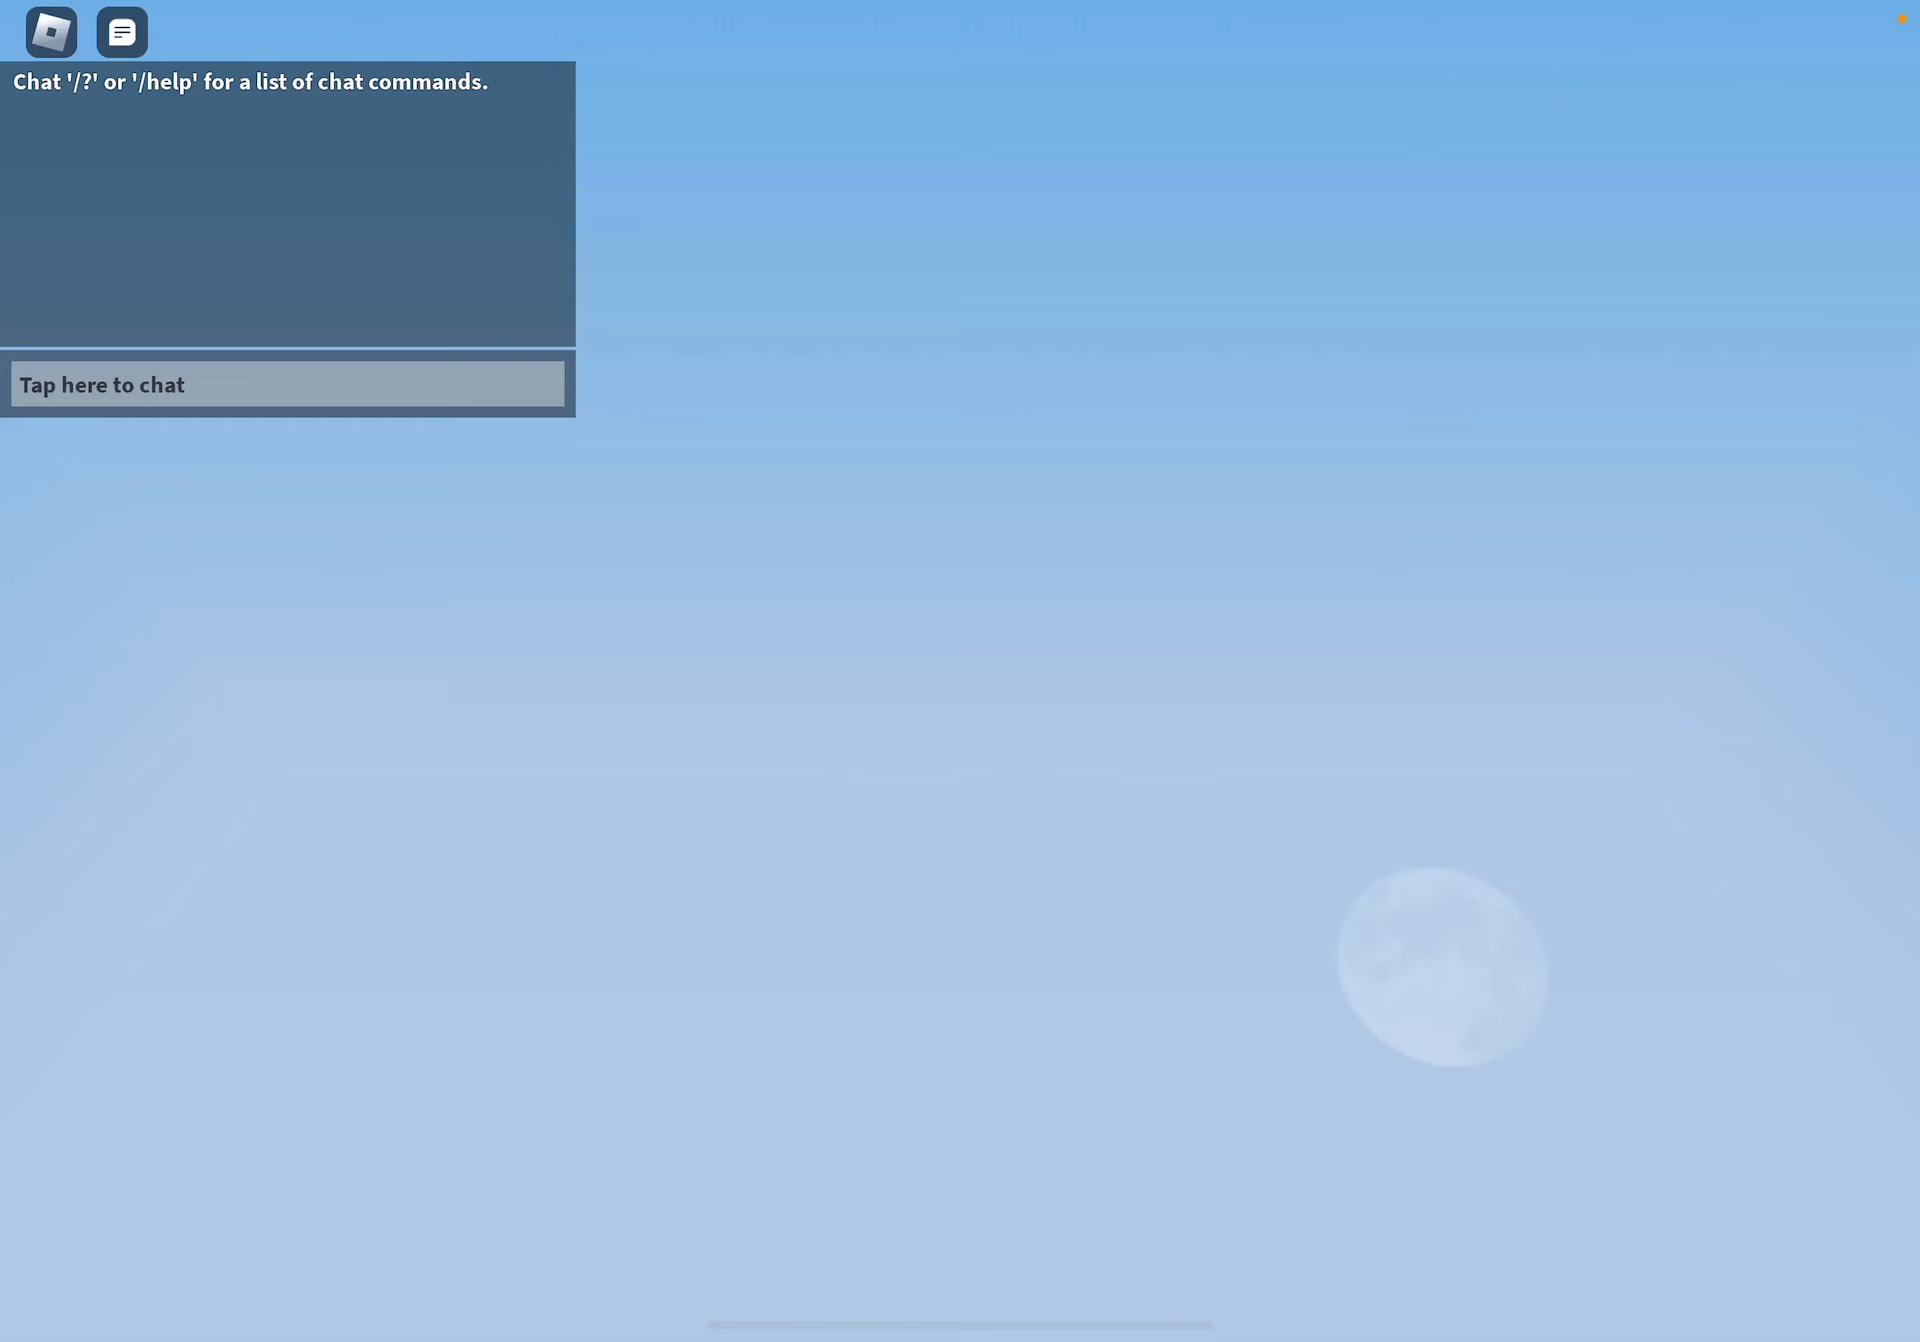 Chat '/?' or '/help' for a list of chat commands.
Tap here to chat